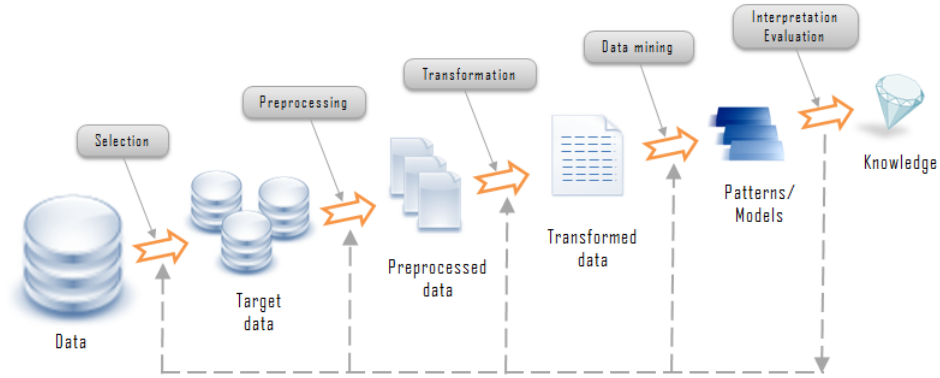 Interpretation
Evaluation
Data mining
Transformation
Preprocessing
Selection
Knowledge
Patterns/
Models
Transformed
data
Preprocessed
data
Target
data
Data